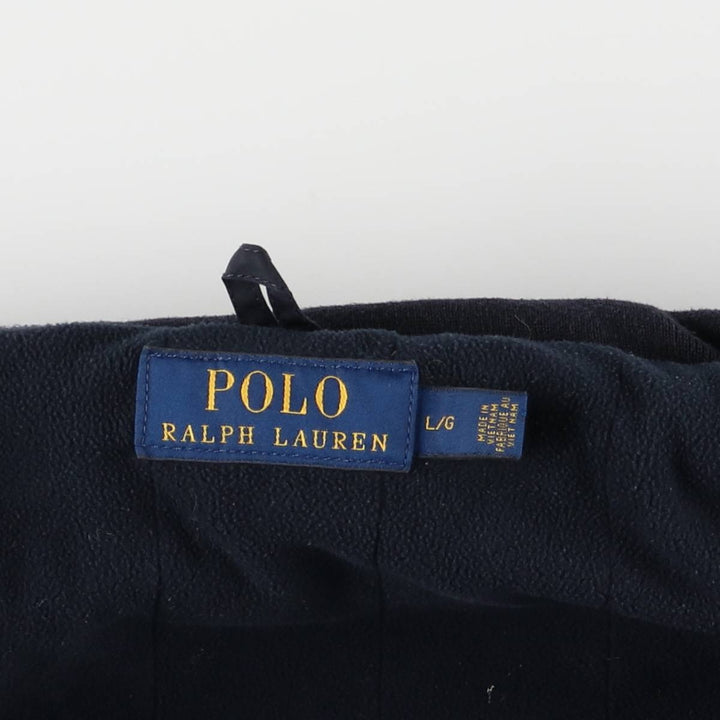 POLO
RALPH LAUREN
L/G
MADE IN
VIETNAM
FABRIQUÉ AU
VIET NAM